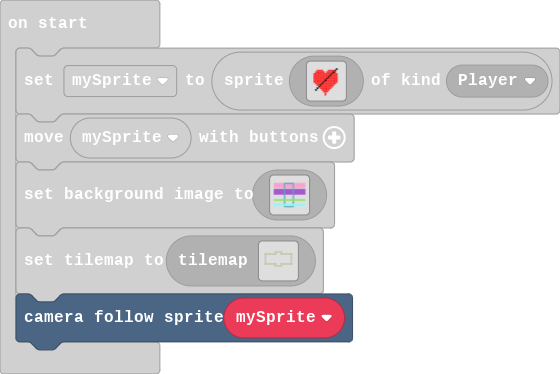 on start
set mySprite to sprite of kind Player
move mySprite with buttons
set background image to
set tilemap to tilemap
camera follow sprite mySprite